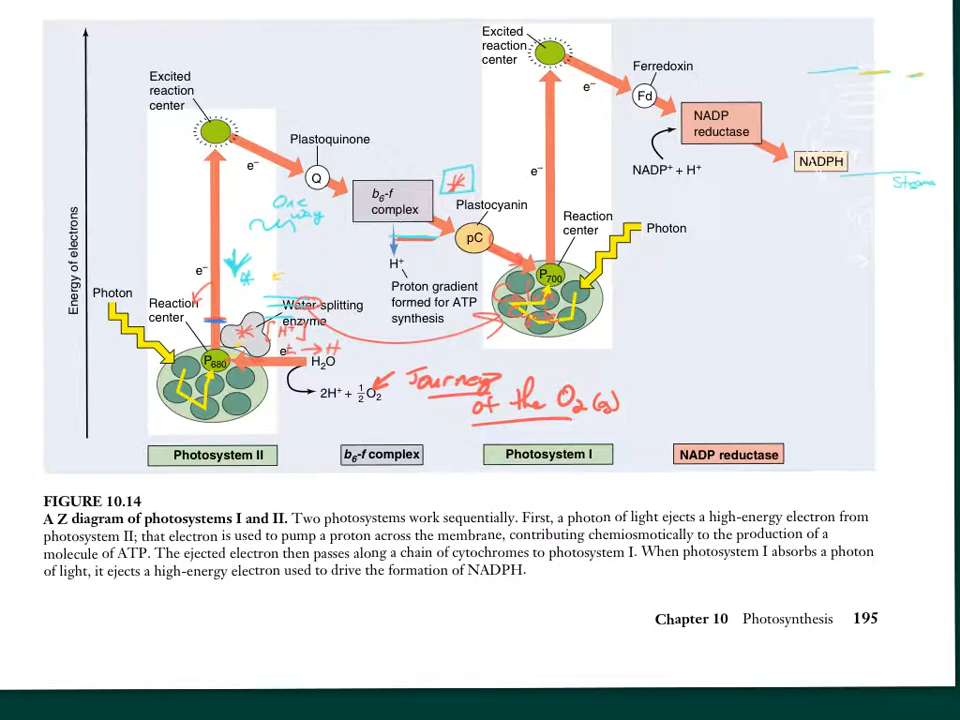 Excited
reaction
center
Excited
reaction
center
Ferredoxin
e⁻
Fd
NADP
reductase
NADP⁺ + H⁺
NADPH
Stroma
Plastoquinone
e⁻
Q
b₆-f
complex
*
Plastocyanin
pC
One
way
e⁻
Reaction
center
Photon
P₇₀₀
H⁺
Proton gradient
formed for ATP
synthesis
Energy of electrons
e⁻
*
Photon
Reaction
center
Water-splitting
enzyme
* [H⁺]
P₆₈₀
e⁻ → H
H₂O
2H⁺ + ½O₂
Journey
of the O₂(g)
Photosystem II
b₆-f complex
Photosystem I
NADP reductase
FIGURE 10.14
A Z diagram of photosystems I and II. Two photosystems work sequentially. First, a photon of light ejects a high-energy electron from
photosystem II; that electron is used to pump a proton across the membrane, contributing chemiosmotically to the production of a
molecule of ATP. The ejected electron then passes along a chain of cytochromes to photosystem I. When photosystem I absorbs a photon
of light, it ejects a high-energy electron used to drive the formation of NADPH.
Chapter 10 Photosynthesis 195